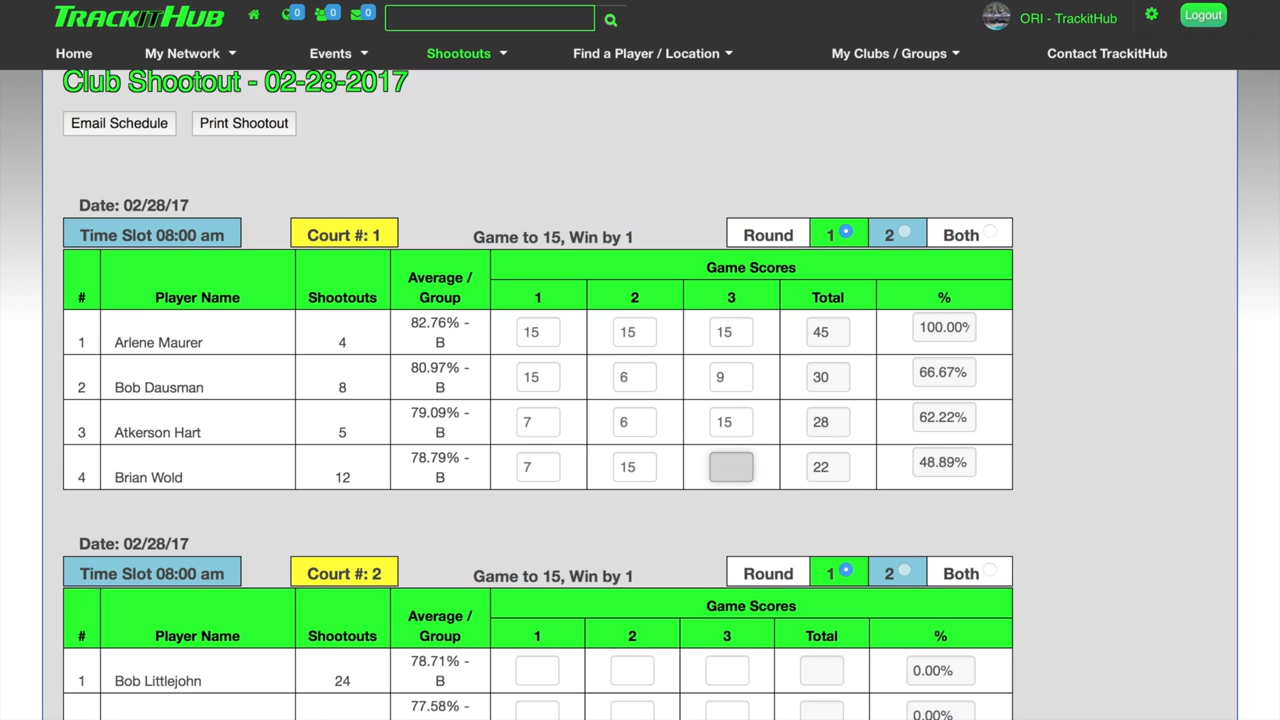 TRACKITHUB 0 0 0 ORI - TrackitHub Logout
Home My Network Events Shootouts Find a Player / Location My Clubs / Groups Contact TrackitHub
Club Shootout - 02-28-2017
Email Schedule Print Shootout
Date: 02/28/17
Time Slot 08:00 am Court #: 1 Game to 15, Win by 1 Round 1 2 Both
# Player Name Shootouts Average / Group Game Scores
1 2 3 Total %
1 Arlene Maurer 4 82.76% - B 15 15 15 45 100.00%
2 Bob Dausman 8 80.97% - B 15 6 9 30 66.67%
3 Atkerson Hart 5 79.09% - B 7 6 15 28 62.22%
4 Brian Wold 12 78.79% - B 7 15 22 48.89%
Date: 02/28/17
Time Slot 08:00 am Court #: 2 Game to 15, Win by 1 Round 1 2 Both
# Player Name Shootouts Average / Group Game Scores
1 2 3 Total %
1 Bob Littlejohn 24 78.71% - B 0.00%
77.58% - 0.00%